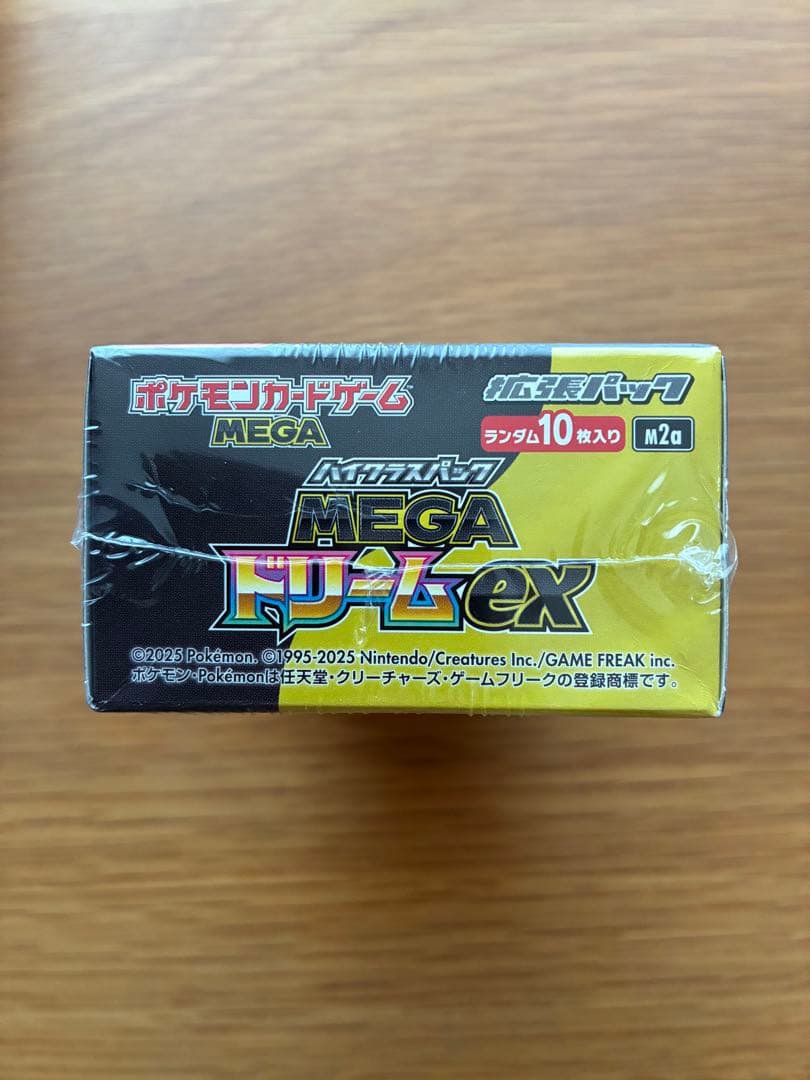 ポケモンカードゲーム™
MEGA
拡張パック
ランダム10枚入り M2a
ハイクラスパック
MEGA
ドリームex
©2025 Pokémon. ©1995-2025 Nintendo/Creatures Inc./GAME FREAK inc.
ポケモン・Pokémonは任天堂・クリーチャーズ・ゲームフリークの登録商標です。